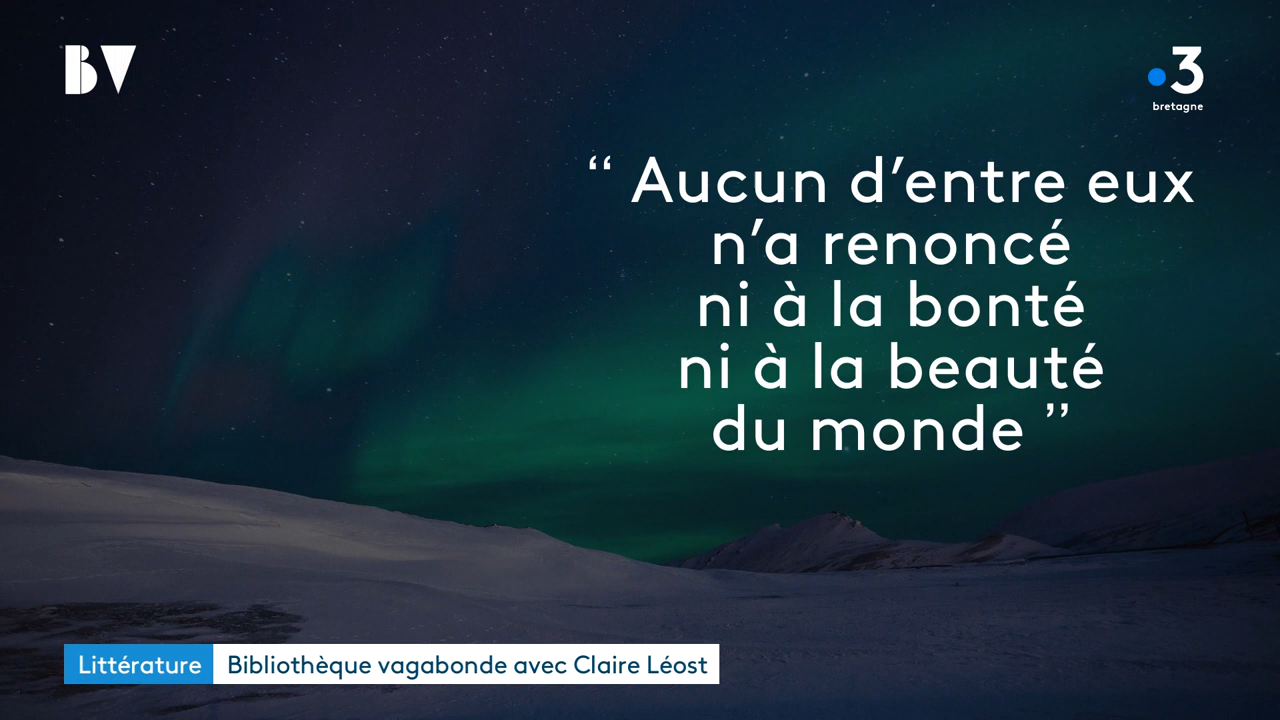 BV
3
bretagne
“ Aucun d’entre eux
n’a renoncé
ni à la bonté
ni à la beauté
du monde ”
Littérature Bibliothèque vagabonde avec Claire Léost